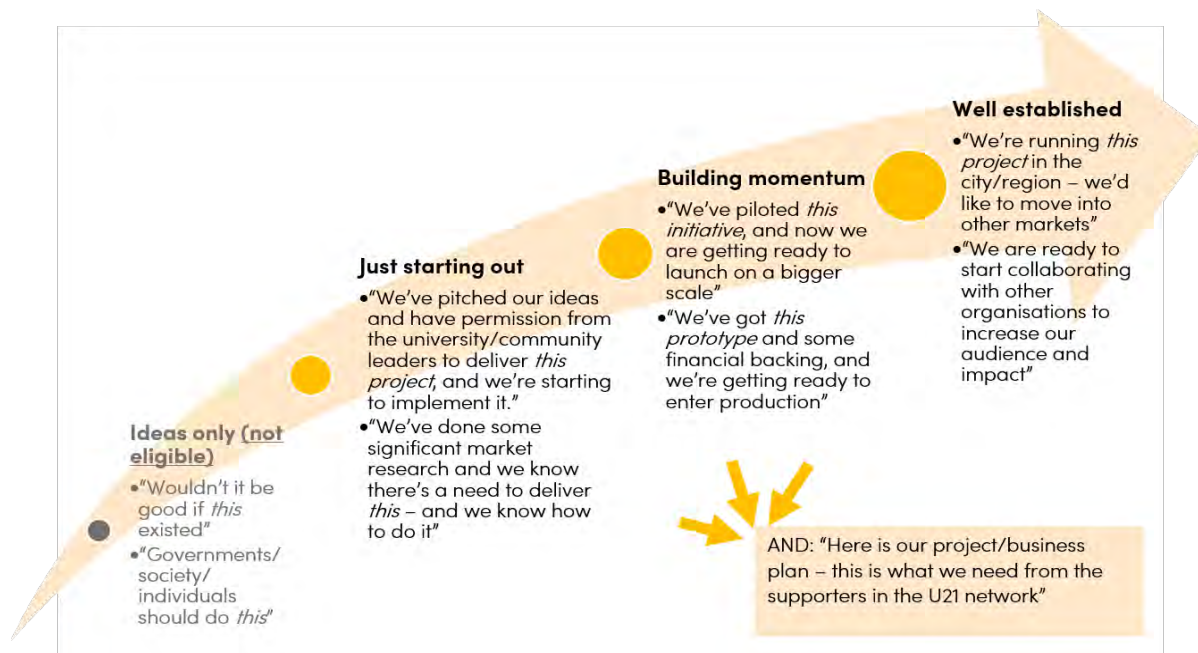 Ideas only (not
eligible)
•"Wouldn't it be
good if this
existed"
•"Governments/
society/
individuals
should do this"
Just starting out
•"We've pitched our ideas
and have permission from
the university/community
leaders to deliver this
project, and we're starting
to implement it."
•"We've done some
significant market
research and we know
there's a need to deliver
this – and we know how
to do it"
Building momentum
•"We've piloted this
initiative, and now we
are getting ready to
launch on a bigger
scale"
•"We've got this
prototype and some
financial backing, and
we're getting ready to
enter production"
Well established
•"We're running this
project in the
city/region – we'd
like to move into
other markets"
•"We are ready to
start collaborating
with other
organisations to
increase our
audience and
impact"
AND: "Here is our project/business
plan – this is what we need from the
supporters in the U21 network"